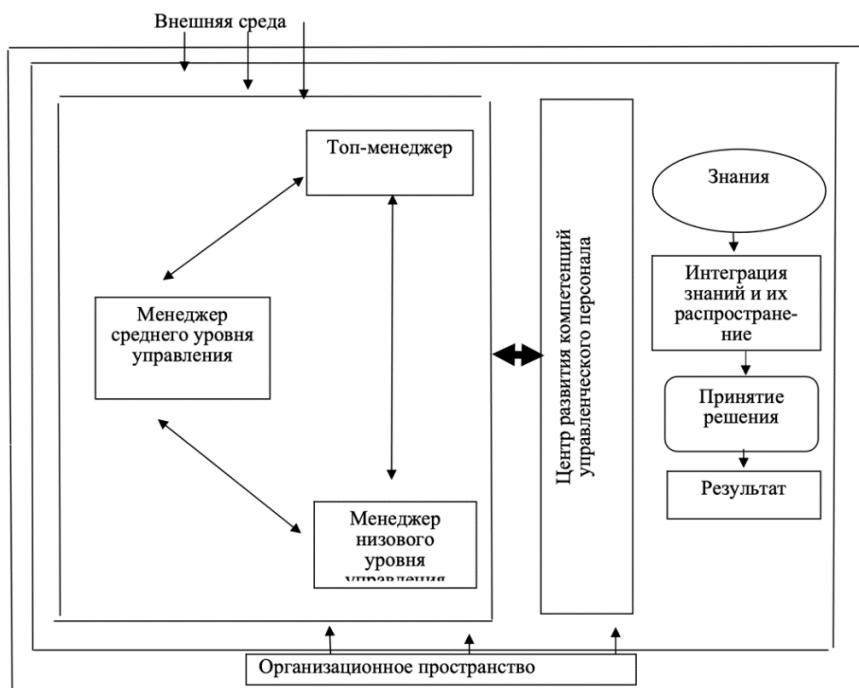 Внешняя среда
Топ-менеджер
Менеджер
среднего уровня
управления
Менеджер
низового
уровня
управления
Центр развития компетенций
управленческого персонала
Знания
Интеграция
знаний и их
распростране-
ние
Принятие
решения
Результат
Организационное пространство